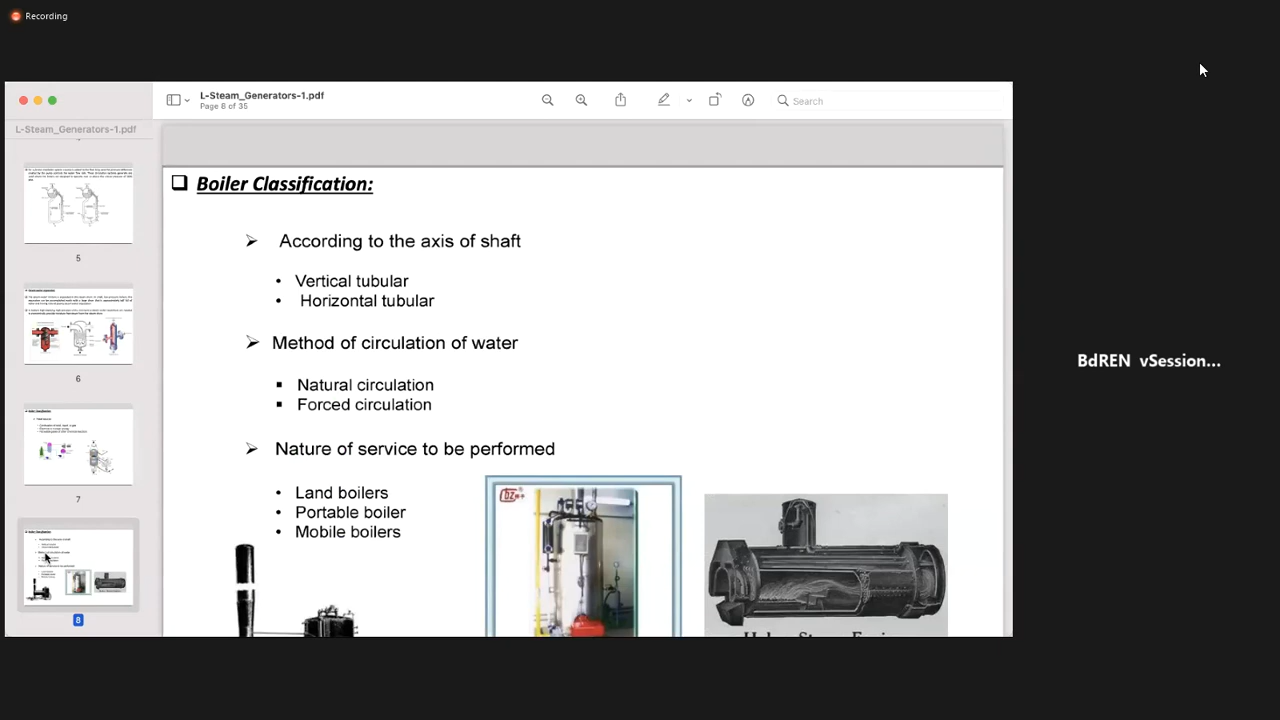 Recording
L-Steam_Generators-1.pdf
Page 8 of 35
Search
L-Steam_Generators-1.pdf
5
6
7
8
Boiler Classification:
According to the axis of shaft
Vertical tubular
Horizontal tubular
Method of circulation of water
Natural circulation
Forced circulation
Nature of service to be performed
Land boilers
Portable boiler
Mobile boilers
BdREN vSession...